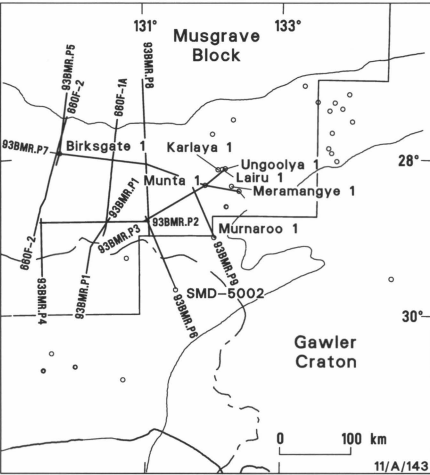 131°
133°
Musgrave
Block
93BMR.P5
660F-2
660F-1A
93BMR.P8
93BMR.P7
Birksgate 1
Karlaya 1
Ungoolya 1
28°
Lairu 1
Munta 1
Meramangye 1
93BMR.P1
93BMR.P2
93BMR.P3
Murnaroo 1
660F-2
93BMR.P4
93BMR.P1
93BMR.P9
SMD-5002
93BMR.P6
30°
Gawler
Craton
0 100 km
11/A/143